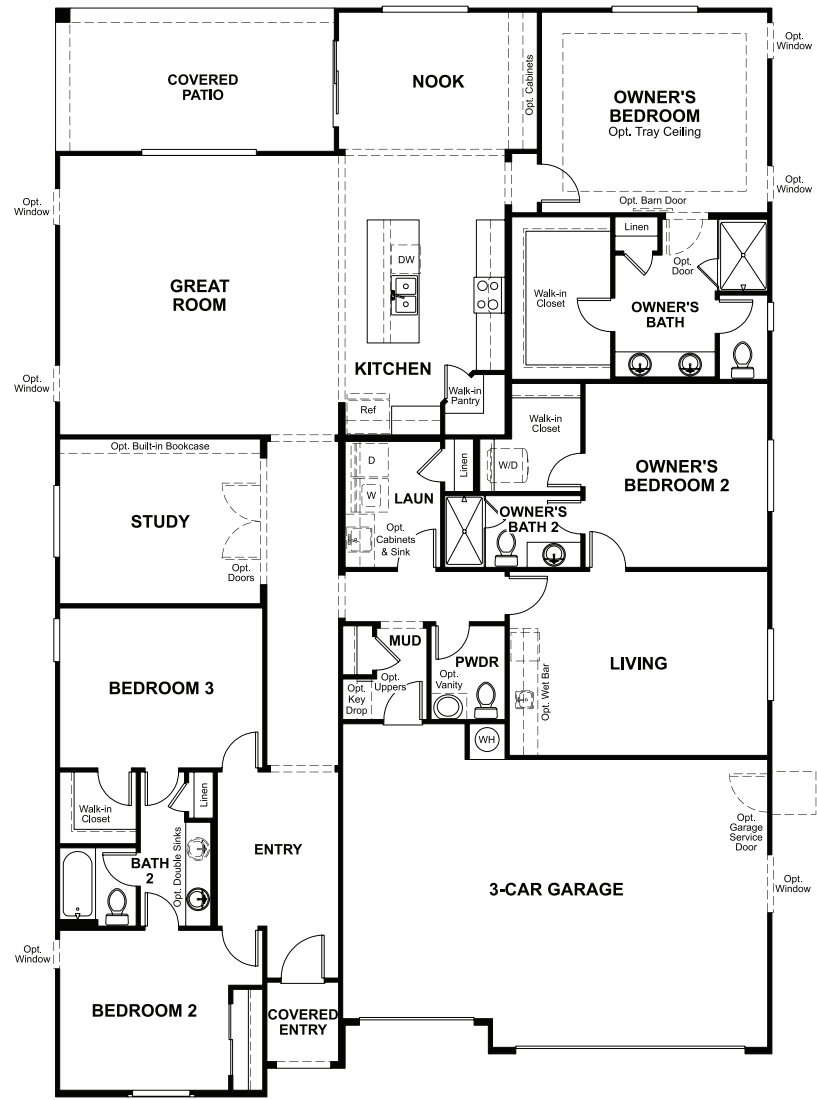 COVERED
PATIO
NOOK
Opt. Cabinets
OWNER'S
BEDROOM
Opt. Tray Ceiling
Opt.
Window
Opt.
Window
Opt.
Window
Opt. Barn Door
Linen
Opt.
Door
DW
GREAT
ROOM
Walk-in
Closet
OWNER'S
BATH
KITCHEN
Opt.
Window
Walk-in
Pantry
Ref
Walk-in
Closet
Opt. Built-in Bookcase
D
W
LAUN
Linen
W/D
OWNER'S
BEDROOM 2
STUDY
Opt.
Doors
Opt.
Cabinets
& Sink
OWNER'S
BATH 2
MUD
Opt.
Uppers
Opt.
Key
Drop
PWDR
Opt.
Vanity
Opt. Wet Bar
LIVING
BEDROOM 3
WH
Walk-in
Closet
Linen
BATH
2
Opt. Double Sinks
ENTRY
Opt.
Garage
Service
Door
3-CAR GARAGE
Opt.
Window
Opt.
Window
BEDROOM 2
COVERED
ENTRY